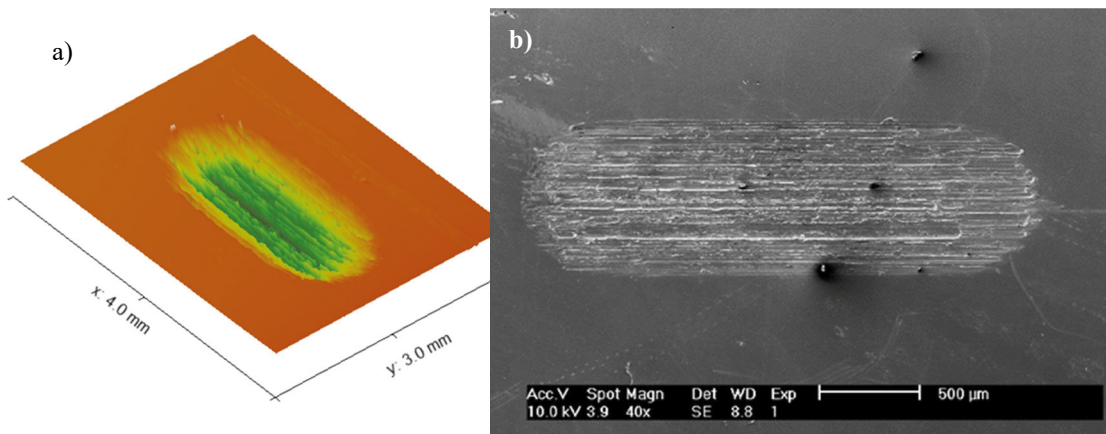 a)
x: 4.0 mm
y: 3.0 mm
b)
Acc.V Spot Magn Det WD Exp
10.0 kV 3.9 40x SE 8.8 1
500 µm